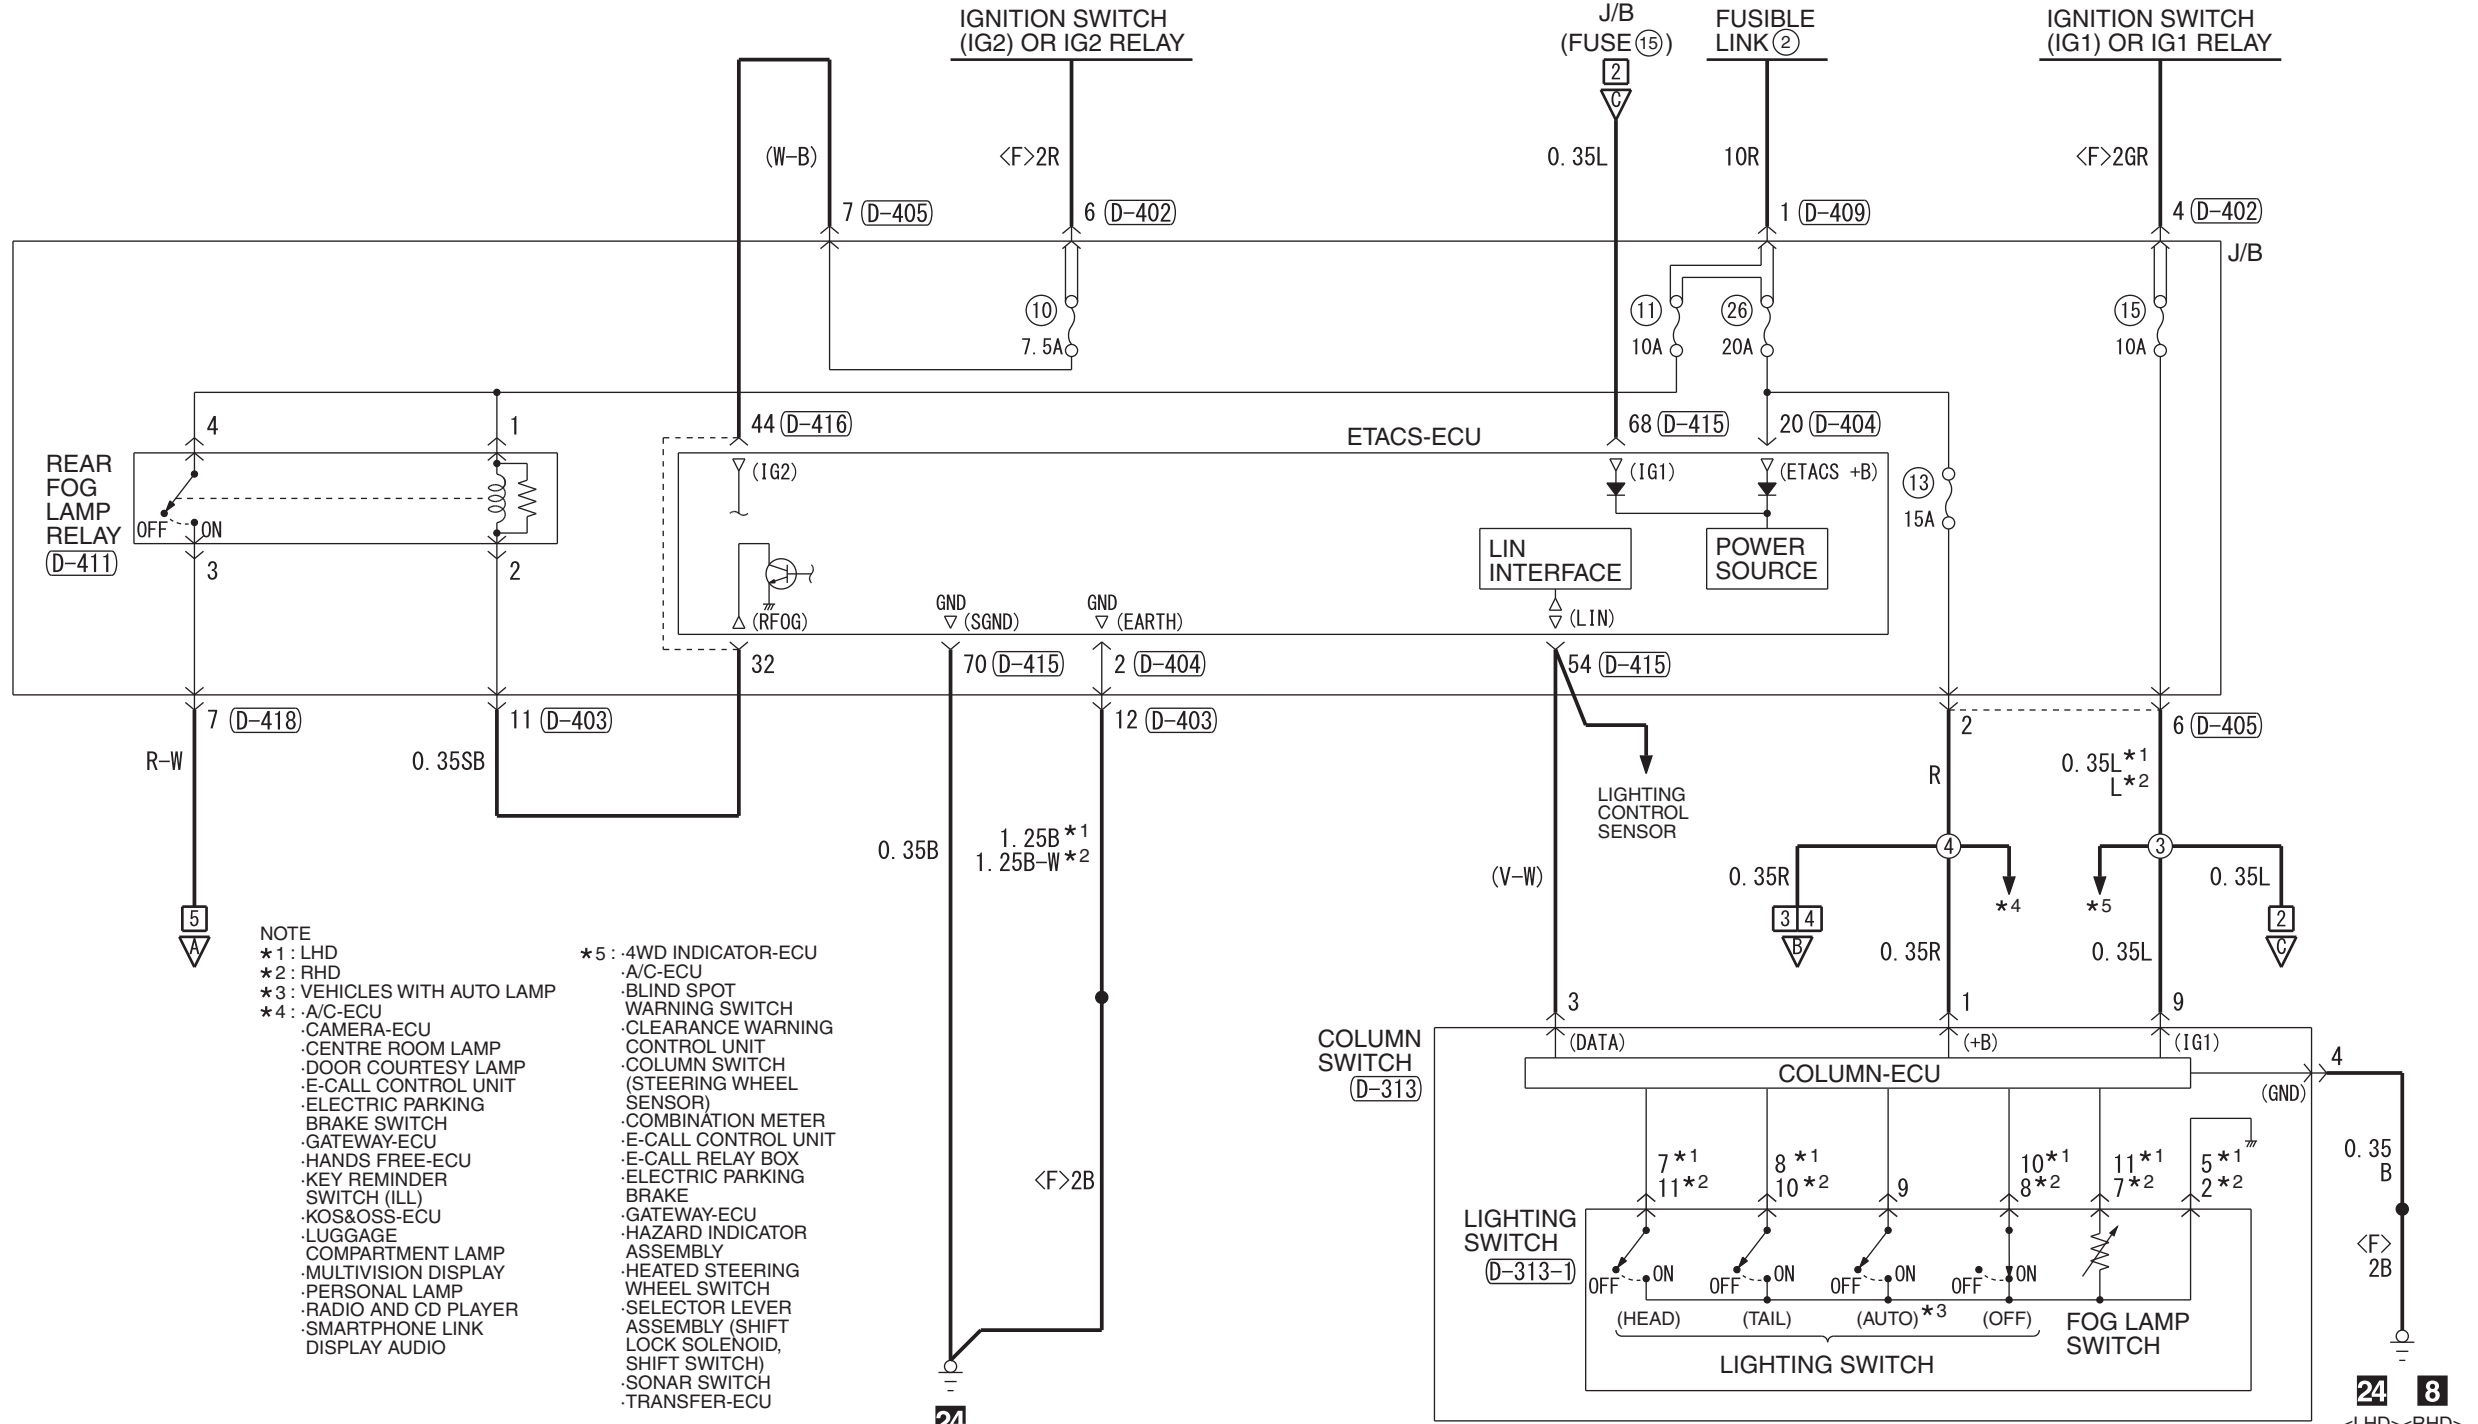 IGNITION SWITCH
(IG2) OR IG2 RELAY
J/B
(FUSE 15)
2
C
FUSIBLE
LINK 2
IGNITION SWITCH
(IG1) OR IG1 RELAY
(W-B)
<F>2R
0.35L
10R
<F>2GR
7 (D-405)
6 (D-402)
1 (D-409)
4 (D-402)
J/B
10
7.5A
11
10A
26
20A
15
10A
4
1
44 (D-416)
ETACS-ECU
68 (D-415)
20 (D-404)
REAR
FOG
LAMP
RELAY
(D-411)
OFF
ON
(IG2)
(IG1)
(ETACS +B)
13
15A
LIN
INTERFACE
POWER
SOURCE
3
2
(RFOG)
GND
(SGND)
GND
(EARTH)
(LIN)
32
70 (D-415)
2 (D-404)
54 (D-415)
7 (D-418)
11 (D-403)
12 (D-403)
2
6 (D-405)
R-W
0.35SB
0.35B
1.25B*1
1.25B-W*2
LIGHTING
CONTROL
SENSOR
R
0.35L*1
L*2
4
3
(V-W)
0.35R
*4
*5
0.35L
5
A
3 4
B
2
C
0.35R
0.35L
NOTE
*1 : LHD
*2 : RHD
*3 : VEHICLES WITH AUTO LAMP
*4 : ·A/C-ECU
·CAMERA-ECU
·CENTRE ROOM LAMP
·DOOR COURTESY LAMP
·E-CALL CONTROL UNIT
·ELECTRIC PARKING
BRAKE SWITCH
·GATEWAY-ECU
·HANDS FREE-ECU
·KEY REMINDER
SWITCH (ILL)
·KOS&OSS-ECU
·LUGGAGE
COMPARTMENT LAMP
·MULTIVISION DISPLAY
·PERSONAL LAMP
·RADIO AND CD PLAYER
·SMARTPHONE LINK
DISPLAY AUDIO
*5 : ·4WD INDICATOR-ECU
·A/C-ECU
·BLIND SPOT
WARNING SWITCH
·CLEARANCE WARNING
CONTROL UNIT
·COLUMN SWITCH
(STEERING WHEEL
SENSOR)
·COMBINATION METER
·E-CALL CONTROL UNIT
·E-CALL RELAY BOX
·ELECTRIC PARKING
BRAKE
·GATEWAY-ECU
·HAZARD INDICATOR
ASSEMBLY
·HEATED STEERING
WHEEL SWITCH
·SELECTOR LEVER
ASSEMBLY (SHIFT
LOCK SOLENOID,
SHIFT SWITCH)
·SONAR SWITCH
·TRANSFER-ECU
<F>2B
24
3
1
9
COLUMN
SWITCH
(D-313)
(DATA)
(+B)
(IG1)
COLUMN-ECU
4
(GND)
0.35
B
<F>
2B
7*1
11*2
8*1
10*2
9
10*1
8*2
11*1
7*2
5*1
2*2
LIGHTING
SWITCH
(D-313-1)
OFF
ON
OFF
ON
OFF
ON
OFF
ON
(HEAD)
(TAIL)
(AUTO)*3
(OFF)
FOG LAMP
SWITCH
LIGHTING SWITCH
24 8
<LHD> <RHD>